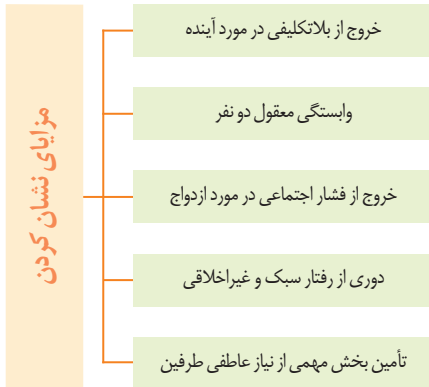 مزایای نشان کردن
خروج از بلاتکلیفی در مورد آینده
وابستگی معقول دو نفر
خروج از فشار اجتماعی در مورد ازدواج
دوری از رفتار سبک و غیراخلاقی
تأمین بخش مهمی از نیاز عاطفی طرفین